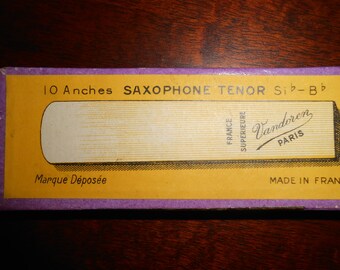 10 Anches SAXOPHONE TENOR Si♭-B♭
FRANCE
SUPERIEURE
Vandoren
PARIS
Marque Déposée
MADE IN FRAN